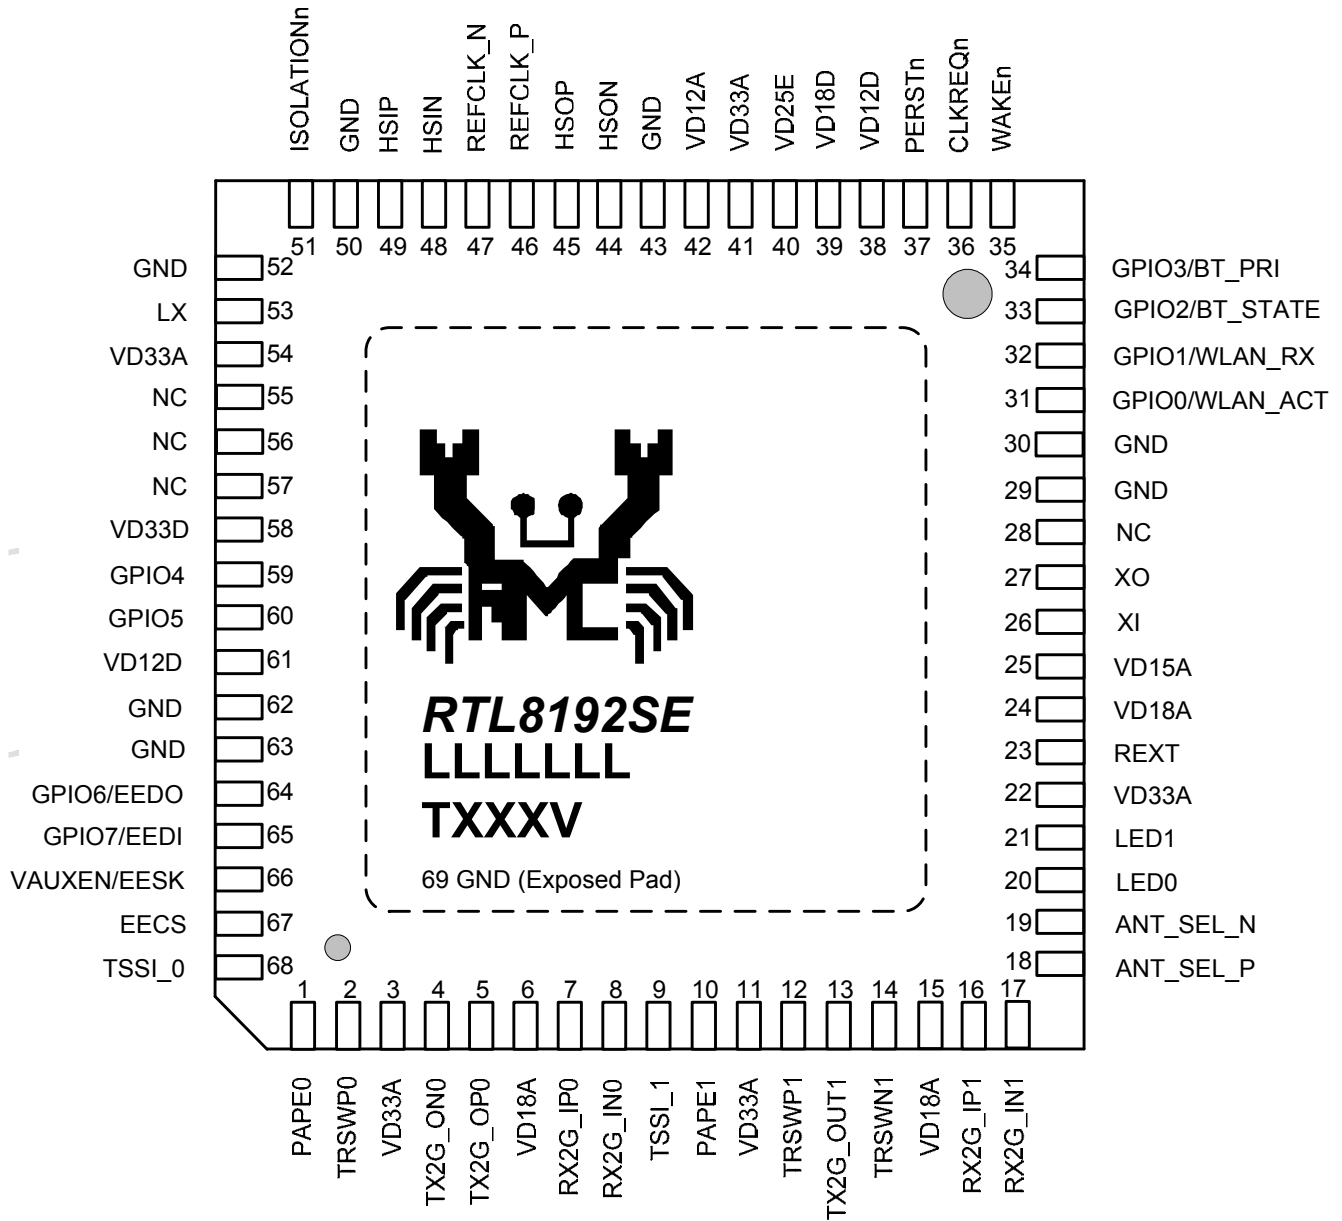 ISOLATIONn
GND
HSIP
HSIN
REFCLK_N
REFCLK_P
HSOP
HSON
GND
VD12A
VD33A
VD25E
VD18D
VD12D
PERSTn
CLKREQn
WAKEn
51 50 49 48 47 46 45 44 43 42 41 40 39 38 37 36 35
GND 52
LX 53
VD33A 54
NC 55
NC 56
NC 57
VD33D 58
GPIO4 59
GPIO5 60
VD12D 61
GND 62
GND 63
GPIO6/EEDO 64
GPIO7/EEDI 65
VAUXEN/EESK 66
EECS 67
TSSI_0 68
34 GPIO3/BT_PRI
33 GPIO2/BT_STATE
32 GPIO1/WLAN_RX
31 GPIO0/WLAN_ACT
30 GND
29 GND
28 NC
27 XO
26 XI
25 VD15A
24 VD18A
23 REXT
22 VD33A
21 LED1
20 LED0
19 ANT_SEL_N
18 ANT_SEL_P
RTL8192SE
LLLLLLL
TXXXV
69 GND (Exposed Pad)
1 2 3 4 5 6 7 8 9 10 11 12 13 14 15 16 17
PAPE0
TRSWP0
VD33A
TX2G_ON0
TX2G_OP0
VD18A
RX2G_IP0
RX2G_IN0
TSSI_1
PAPE1
VD33A
TRSWP1
TX2G_OUT1
TRSWN1
VD18A
RX2G_IP1
RX2G_IN1